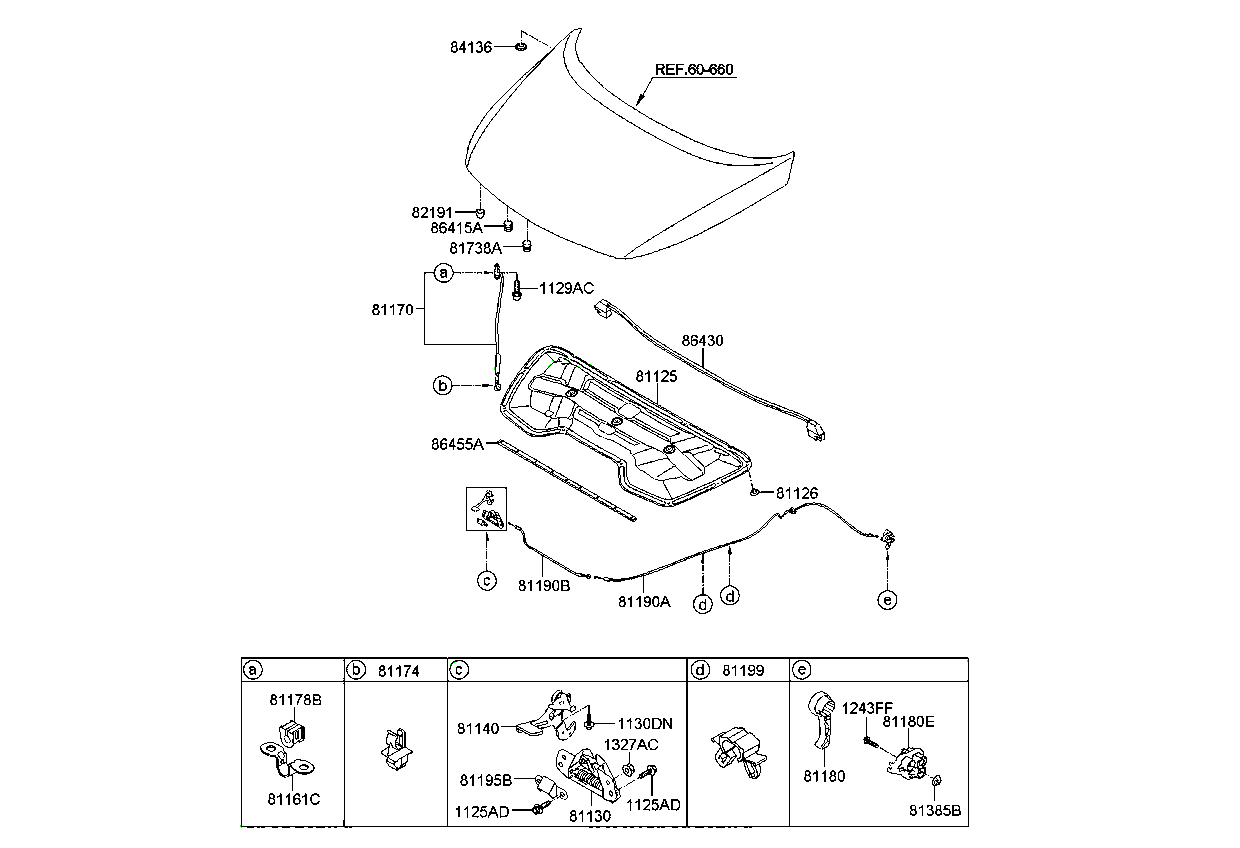 84136
REF.60-660
82191
86415A
81738A
a
1129AC
81170
86430
81125
b
86455A
81126
c
81190B
81190A
d
d
e
a
b 81174
c
d 81199
e
81178B
81161C
81140
1130DN
1327AC
81195B
1125AD
81130
1125AD
1243FF
81180E
81180
81385B